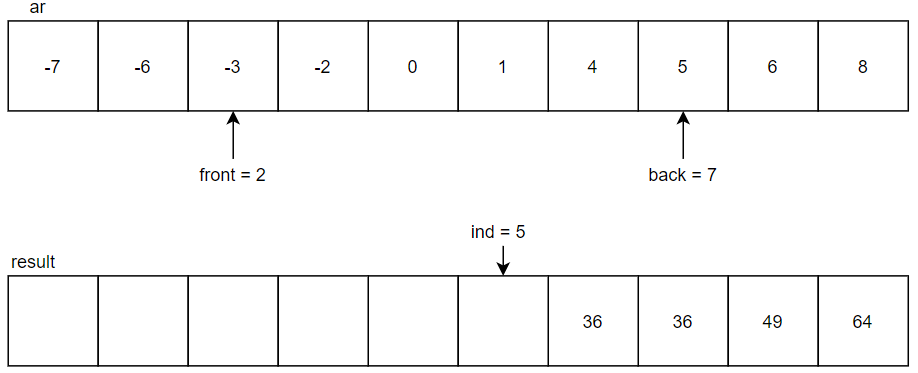 ar
-7 -6 -3 -2 0 1 4 5 6 8
front = 2 back = 7
ind = 5
result
36 36 49 64